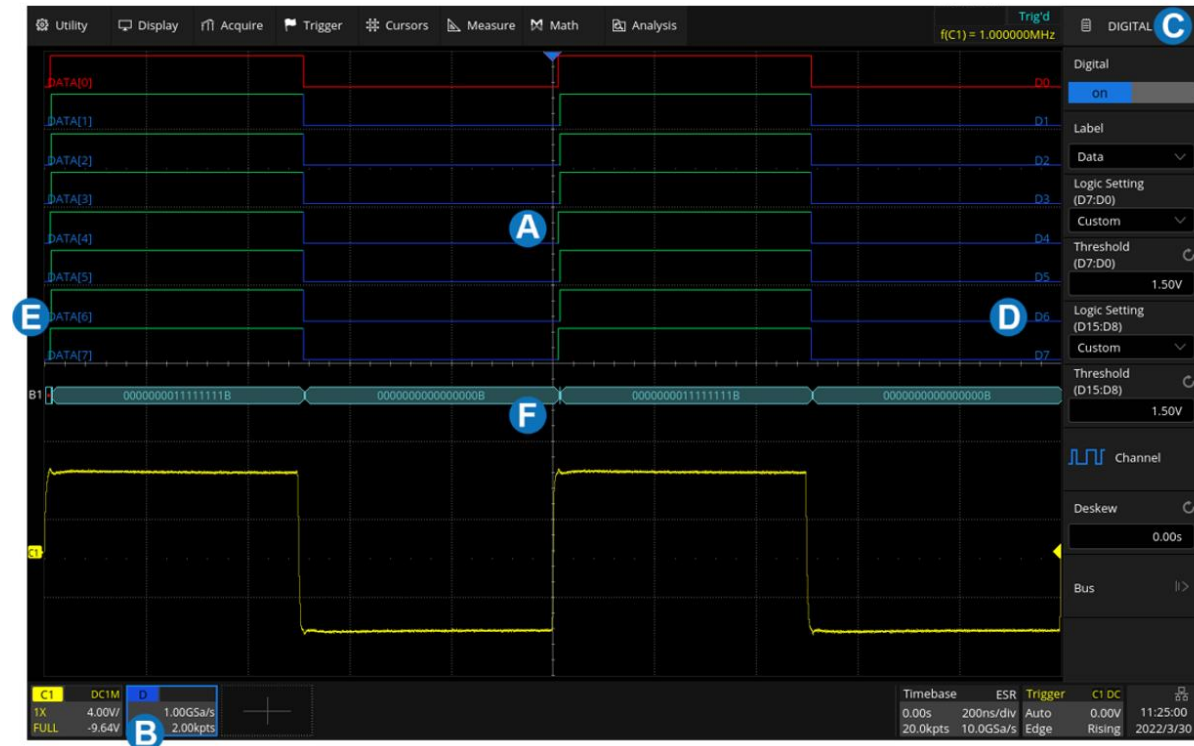 Utility Display Acquire Trigger Cursors Measure Math Analysis
Trig'd
f(C1) = 1.000000MHz
DIGITAL C
Digital
on
Label
Data
Logic Setting
(D7:D0)
Custom
Threshold
(D7:D0)
1.50V
Logic Setting
(D15:D8)
Custom
Threshold
(D15:D8)
1.50V
Channel
Deskew
0.00s
Bus
DATA[0] D0
DATA[1] D1
DATA[2] D2
DATA[3] D3
A
DATA[4] D4
DATA[5] D5
E DATA[6] D D6
DATA[7] D7
B1 0000000011111111B 0000000000000000B 0000000011111111B 0000000000000000B
F
C1
C1 DC1M
1X 4.00V/
FULL -9.64V
D
1.00GSa/s
2.00kpts
B
Timebase ESR
0.00s 200ns/div
20.0kpts 10.0GSa/s
Trigger C1 DC
Auto 0.00V
Edge Rising
11:25:00
2022/3/30